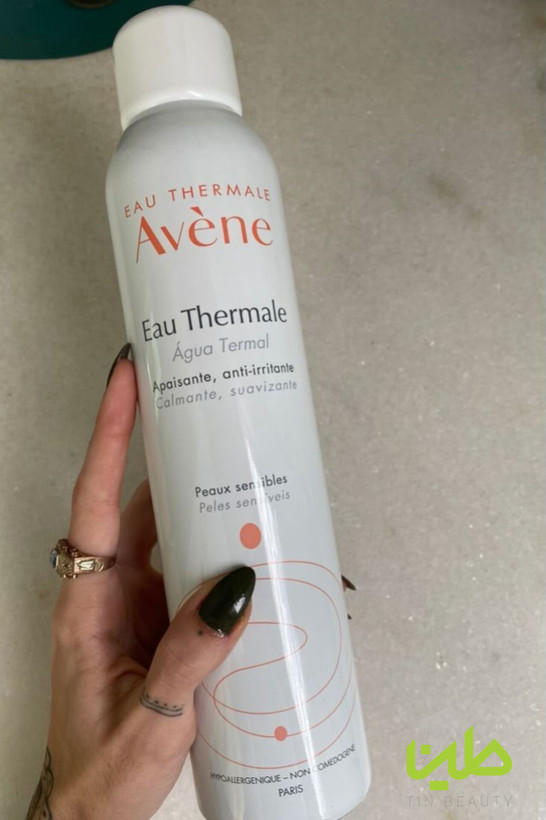 EAU THERMALE
Avène
Eau Thermale
Água Termal
Apaisante, anti-irritante
Calmante, suavizante
Peaux sensibles
Peles sensíveis
HYPOALLERGENIQUE – NON COMEDOGENE
PARIS
طین
TIN BEAUTY